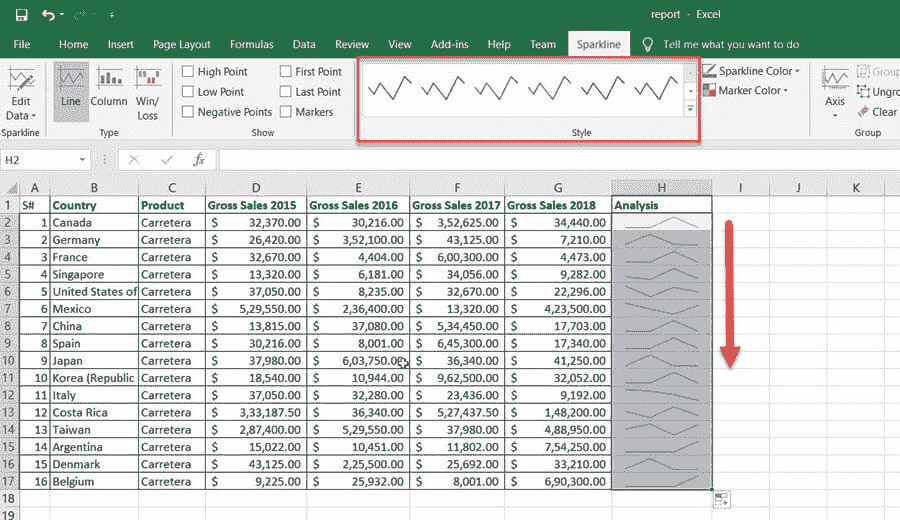 report - Excel
File Home Insert Page Layout Formulas Data Review View Add-ins Help Team Sparkline Tell me what you want to do
Edit Data
Line
Column
Win/Loss
High Point
First Point
Low Point
Last Point
Negative Points
Markers
Sparkline Color
Marker Color
Axis
Group
Ungro
Clear
Sparkline Type Show Style Group
H2 fx
A B C D E F G H I J K
1 S# Country Product Gross Sales 2015 Gross Sales 2016 Gross Sales 2017 Gross Sales 2018 Analysis
2 1 Canada Carretera $ 32,370.00 $ 30,216.00 $ 3,52,625.00 $ 34,440.00
3 2 Germany Carretera $ 26,420.00 $ 3,52,100.00 $ 43,125.00 $ 7,210.00
4 3 France Carretera $ 32,670.00 $ 4,404.00 $ 6,00,300.00 $ 4,473.00
5 4 Singapore Carretera $ 13,320.00 $ 6,181.00 $ 34,056.00 $ 9,282.00
6 5 United States of Carretera $ 37,050.00 $ 8,235.00 $ 32,670.00 $ 22,296.00
7 6 Mexico Carretera $ 5,29,550.00 $ 2,36,400.00 $ 13,320.00 $ 4,23,500.00
8 7 China Carretera $ 13,815.00 $ 37,080.00 $ 5,34,450.00 $ 17,703.00
9 8 Spain Carretera $ 30,216.00 $ 8,001.00 $ 6,45,300.00 $ 17,340.00
10 9 Japan Carretera $ 37,980.00 $ 6,03,750.00 $ 36,340.00 $ 41,250.00
11 10 Korea (Republic Carretera $ 18,540.00 $ 10,944.00 $ 9,62,500.00 $ 32,052.00
12 11 Italy Carretera $ 37,050.00 $ 32,280.00 $ 23,436.00 $ 9,192.00
13 12 Costa Rica Carretera $ 3,33,187.50 $ 36,340.00 $ 5,27,437.50 $ 1,48,200.00
14 13 Taiwan Carretera $ 2,87,400.00 $ 5,29,550.00 $ 37,980.00 $ 4,88,950.00
15 14 Argentina Carretera $ 15,022.00 $ 10,451.00 $ 11,802.00 $ 7,54,250.00
16 15 Denmark Carretera $ 43,125.00 $ 2,25,500.00 $ 25,692.00 $ 33,210.00
17 16 Belgium Carretera $ 9,225.00 $ 25,932.00 $ 8,001.00 $ 6,90,300.00
18
19